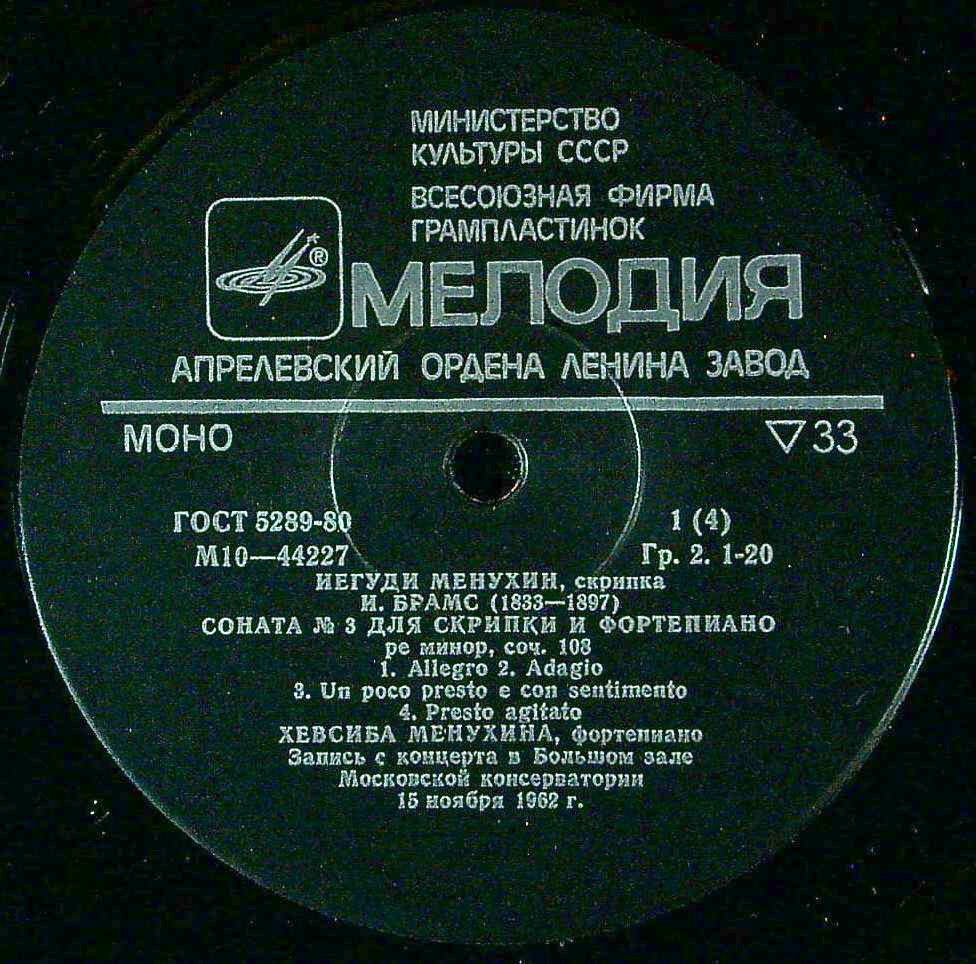 МИНИСТЕРСТВО
КУЛЬТУРЫ СССР
ВСЕСОЮЗНАЯ ФИРМА
ГРАМПЛАСТИНОК
®
МЕЛОДИЯ
АПРЕЛЕВСКИЙ ОРДЕНА ЛЕНИНА ЗАВОД
МОНО ▽33
ГОСТ 5289-80 1 (4)
М10—44227 Гр. 2. 1-20
ИЕГУДИ МЕНУХИН, скрипка
И. БРАМС (1833—1897)
СОНАТА № 3 ДЛЯ СКРИПКИ И ФОРТЕПИАНО
ре минор, соч. 108
1. Allegro 2. Adagio
3. Un poco presto e con sentimento
4. Presto agitato
ХЕВСИБА МЕНУХИНА, фортепиано
Запись с концерта в Большом зале
Московской консерватории
15 ноября 1962 г.